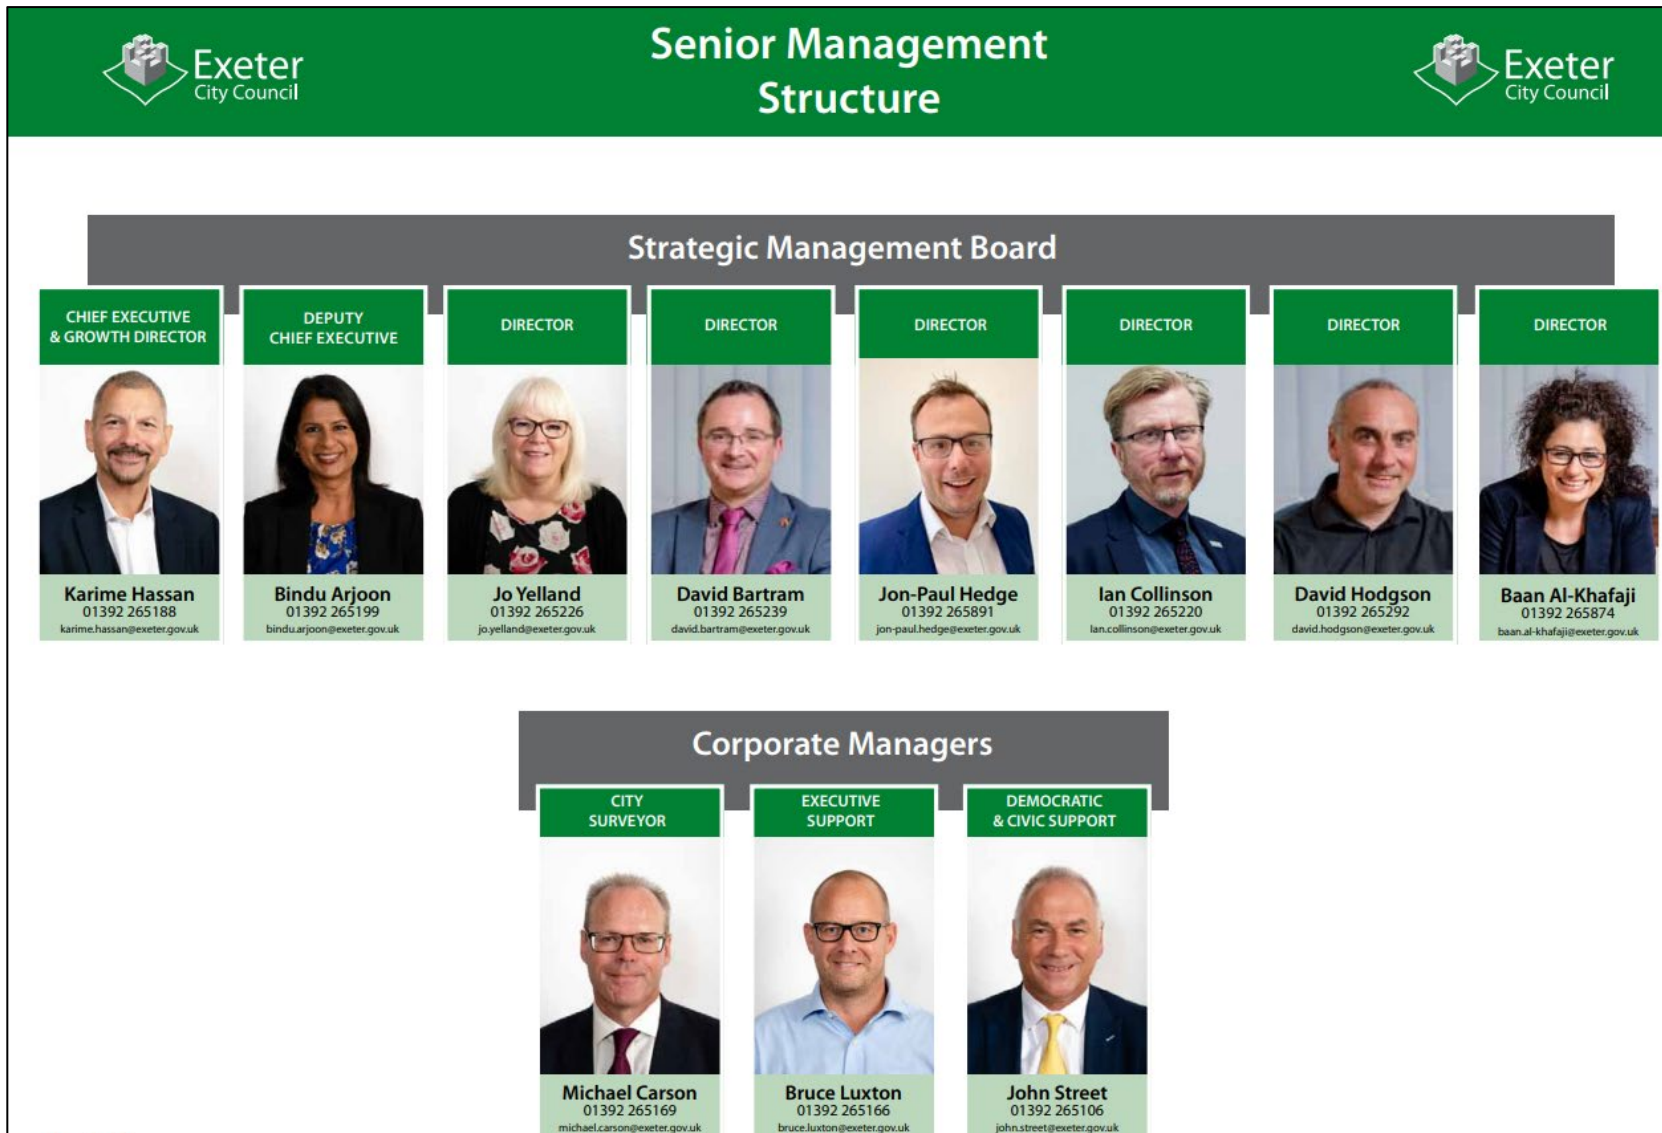 Exeter
City Council
Senior Management
Structure
Exeter
City Council
Strategic Management Board
CHIEF EXECUTIVE
& GROWTH DIRECTOR
Karime Hassan
01392 265188
karime.hassan@exeter.gov.uk
DEPUTY
CHIEF EXECUTIVE
Bindu Arjoon
01392 265199
bindu.arjoon@exeter.gov.uk
DIRECTOR
Jo Yelland
01392 265226
jo.yelland@exeter.gov.uk
DIRECTOR
David Bartram
01392 265239
david.bartram@exeter.gov.uk
DIRECTOR
Jon-Paul Hedge
01392 265891
jon-paul.hedge@exeter.gov.uk
DIRECTOR
Ian Collinson
01392 265220
Ian.collinson@exeter.gov.uk
DIRECTOR
David Hodgson
01392 265292
david.hodgson@exeter.gov.uk
DIRECTOR
Baan Al-Khafaji
01392 265874
baan.al-khafaji@exeter.gov.uk
Corporate Managers
CITY
SURVEYOR
Michael Carson
01392 265169
michael.carson@exeter.gov.uk
EXECUTIVE
SUPPORT
Bruce Luxton
01392 265166
bruce.luxton@exeter.gov.uk
DEMOCRATIC
& CIVIC SUPPORT
John Street
01392 265106
john.street@exeter.gov.uk